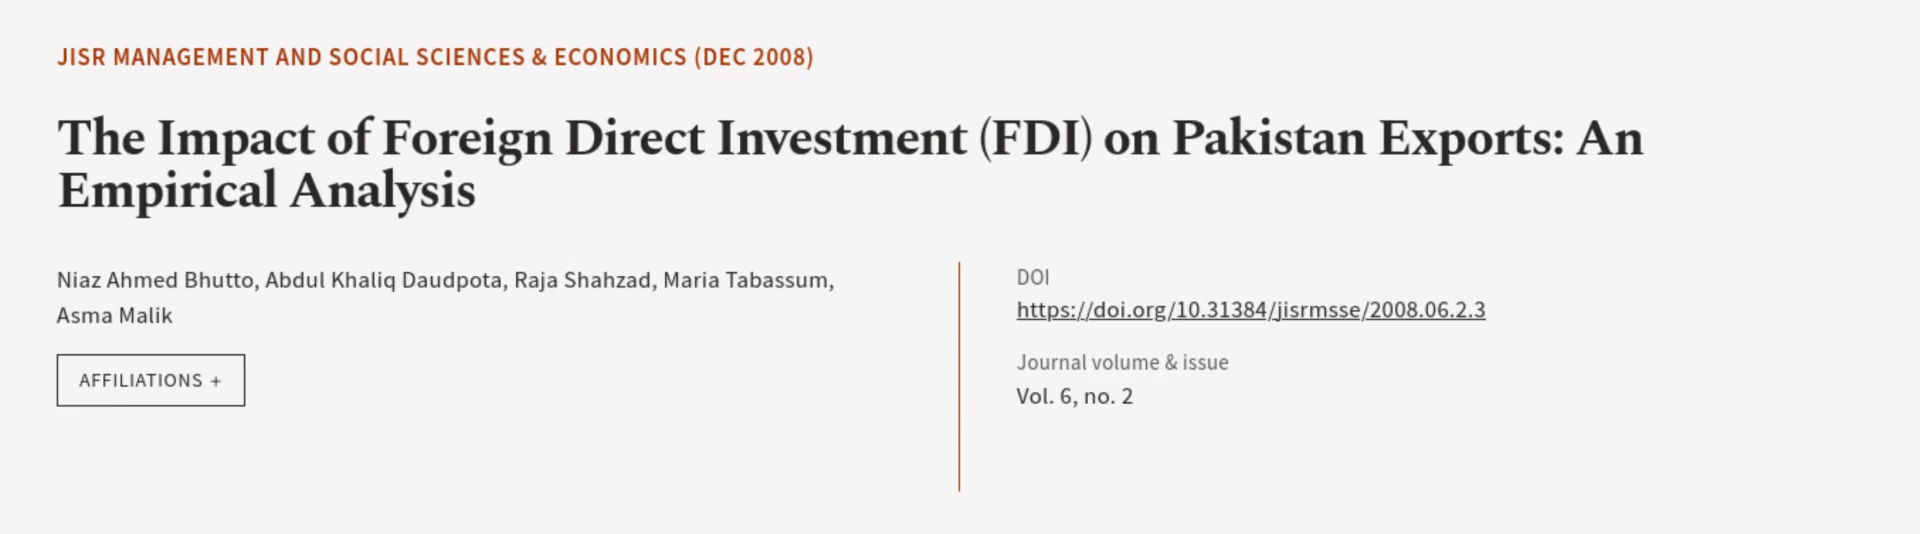 JISR MANAGEMENT AND SOCIAL SCIENCES & ECONOMICS (DEC 2008)
The Impact of Foreign Direct Investment (FDI) on Pakistan Exports: An
Empirical Analysis
Niaz Ahmed Bhutto, Abdul Khaliq Daudpota, Raja Shahzad, Maria Tabassum,
Asma Malik
AFFILIATIONS +
DOI
https://doi.org/10.31384/jisrmsse/2008.06.2.3
Journal volume & issue
Vol. 6, no. 2